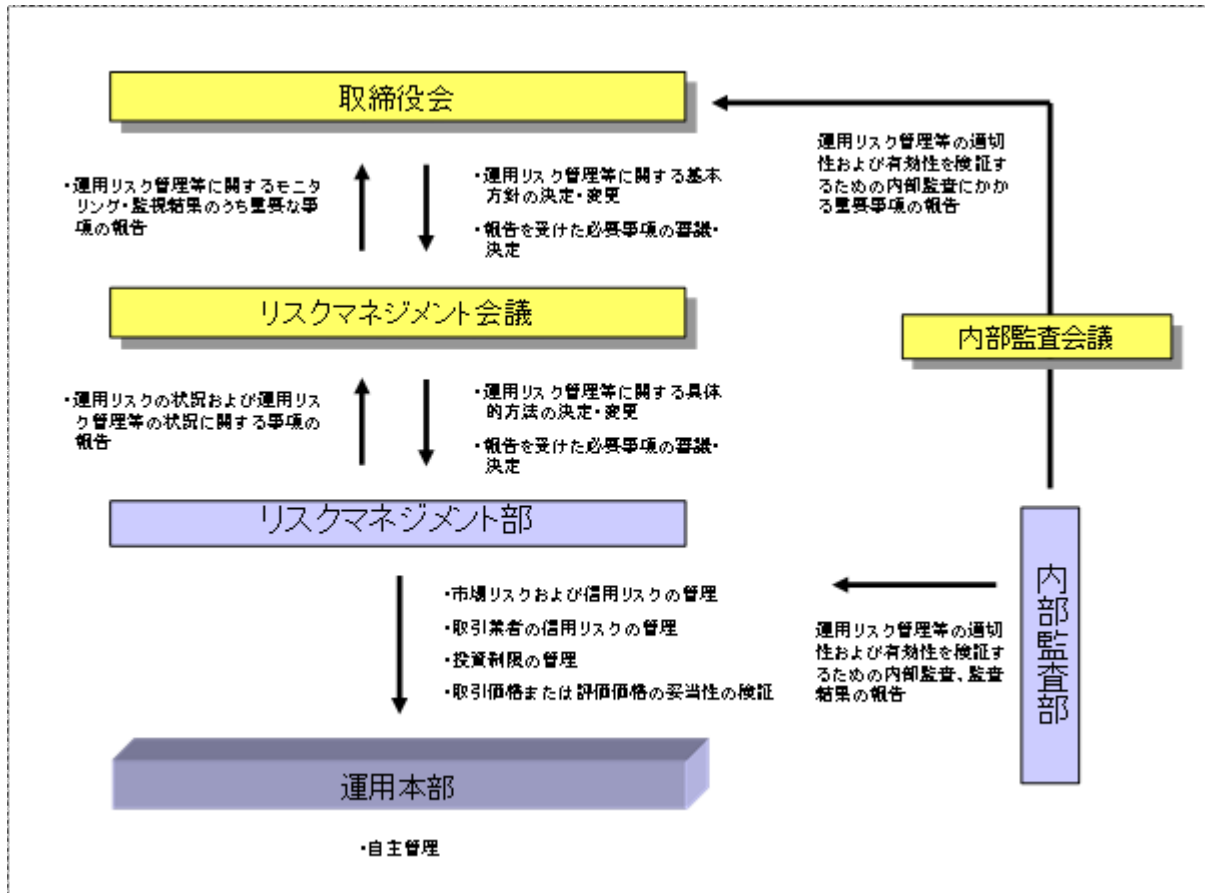 取締役会
・運用リスク管理等に関するモニ
タリング・監視結果のうち重要な事
項の報告
・運用リスク管理等に関する基本
方針の決定・変更
・報告を受けた必要事項の審議・
決定
運用リスク管理等の適切
性および有効性を検証す
るための内部監査にかか
る重要事項の報告
リスクマネジメント会議
内部監査会議
・運用リスクの状況および運用リス
ク管理等の状況に関する事項の
報告
・運用リスク管理等に関する具体
的方法の決定・変更
・報告を受けた必要事項の審議・
決定
リスクマネジメント部
内部監査部
・市場リスクおよび信用リスクの管理
・取引業者の信用リスクの管理
・投資制限の管理
・取引価格または評価価格の妥当性の検証
運用リスク管理等の適切
性および有効性を検証す
るための内部監査、監査
結果の報告
運用本部
・自主管理